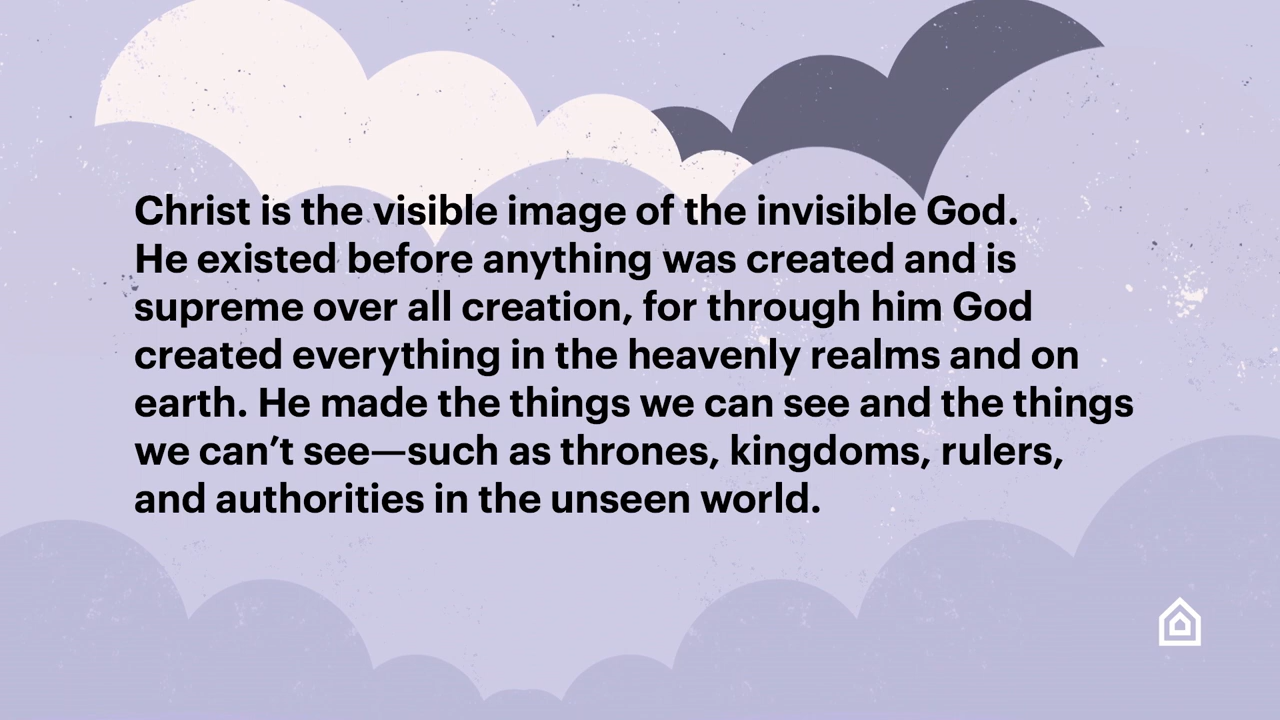 Christ is the visible image of the invisible God.
He existed before anything was created and is
supreme over all creation, for through him God
created everything in the heavenly realms and on
earth. He made the things we can see and the things
we can’t see—such as thrones, kingdoms, rulers,
and authorities in the unseen world.